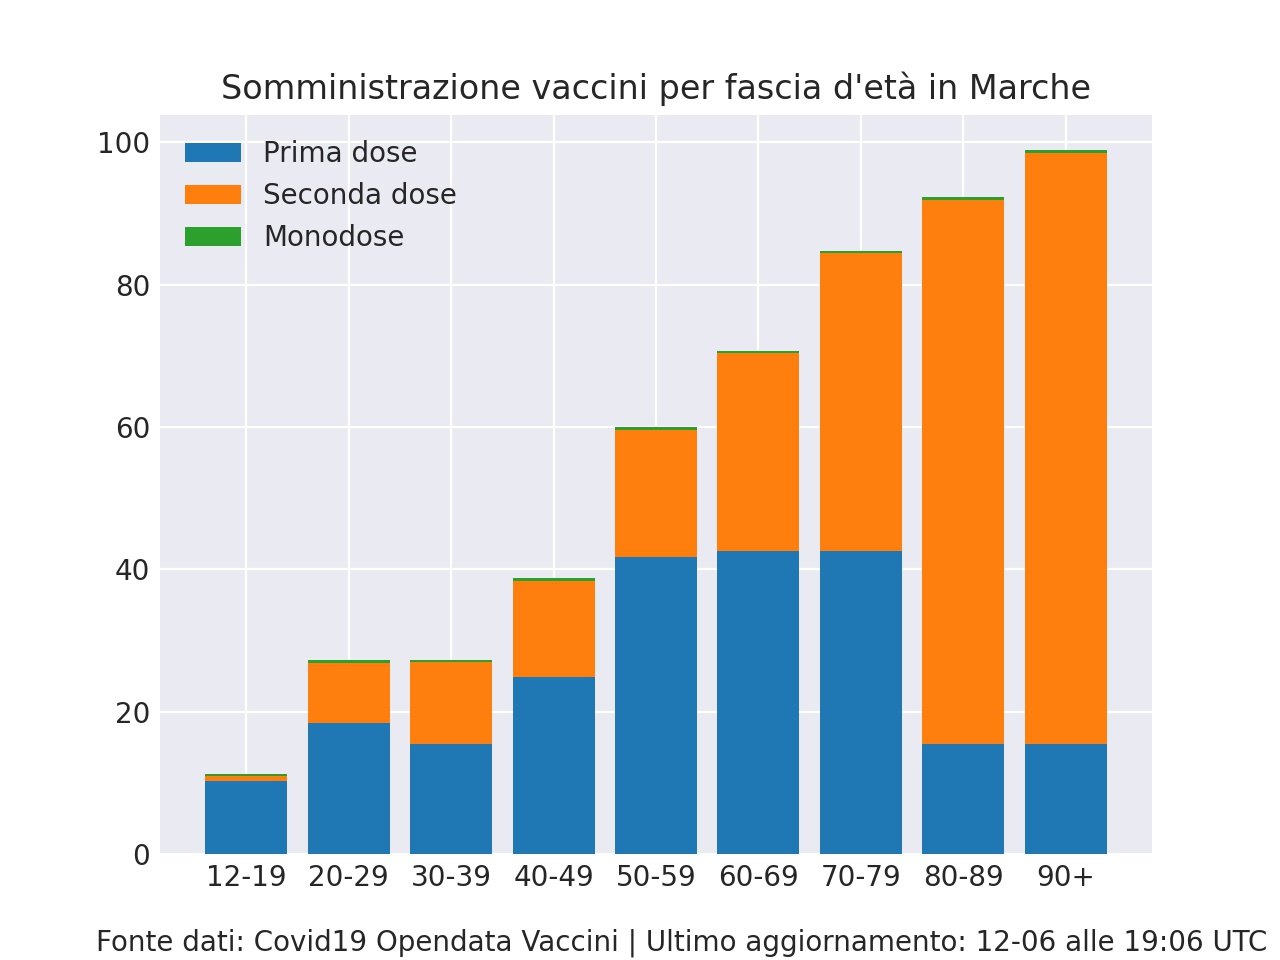 Somministrazione vaccini per fascia d'età in Marche
100
80
60
40
20
0
Prima dose
Seconda dose
Monodose
12-19 20-29 30-39 40-49 50-59 60-69 70-79 80-89 90+
Fonte dati: Covid19 Opendata Vaccini | Ultimo aggiornamento: 12-06 alle 19:06 UTC